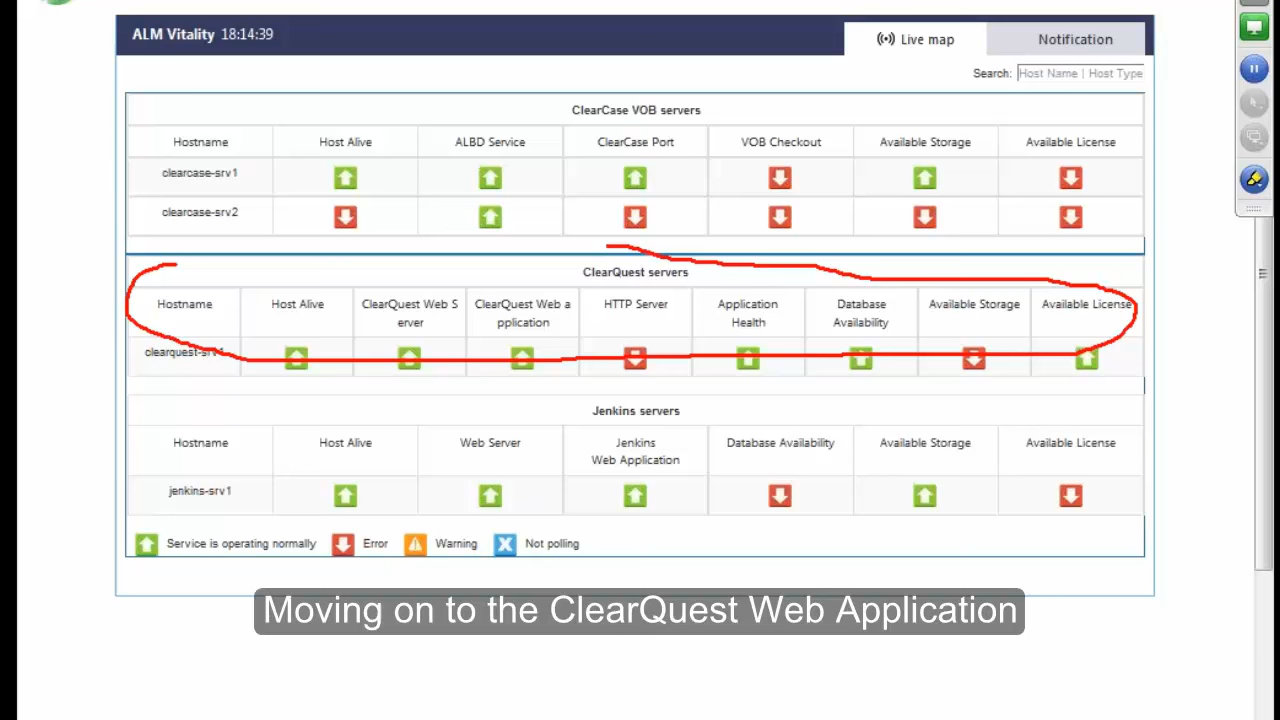 ALM Vitality 18:14:39
Live map
Notification
Search: Host Name | Host Type
ClearCase VOB servers
Hostname Host Alive ALBD Service ClearCase Port VOB Checkout Available Storage Available License
clearcase-srv1
clearcase-srv2
ClearQuest servers
Hostname Host Alive ClearQuest Web S ClearQuest Web a HTTP Server Application Database Available Storage Available License
erver pplication Health Availability
clearquest-srv1
Jenkins servers
Hostname Host Alive Web Server Jenkins Database Availability Available Storage Available License
Web Application
jenkins-srv1
Service is operating normally Error Warning Not polling
Moving on to the ClearQuest Web Application